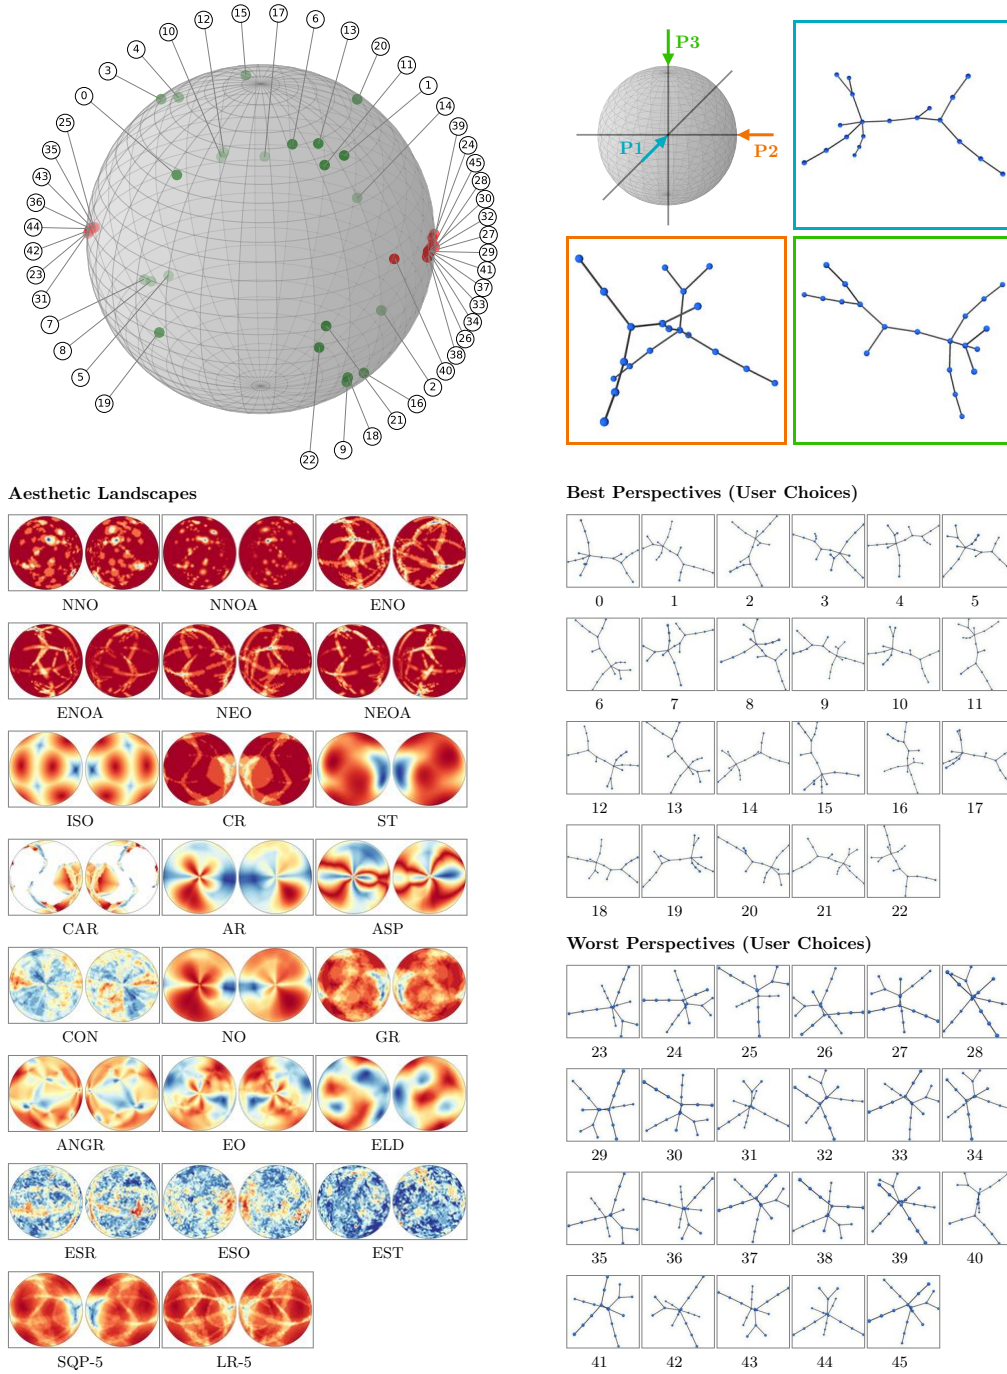 15
17
6
12
13
10
20
4
11
3
1
0
14
39
25
24
35
45
43
28
30
36
32
44
27
42
29
23
41
31
37
7
33
8
34
5
26
38
40
19
2
16
21
18
9
22
P3
P1
P2
Aesthetic Landscapes
NNO NNOA ENO
ENOA NEO NEOA
ISO CR ST
CAR AR ASP
CON NO GR
ANGR EO ELD
ESR ESO EST
SQP-5 LR-5
Best Perspectives (User Choices)
0 1 2 3 4 5
6 7 8 9 10 11
12 13 14 15 16 17
18 19 20 21 22
Worst Perspectives (User Choices)
23 24 25 26 27 28
29 30 31 32 33 34
35 36 37 38 39 40
41 42 43 44 45